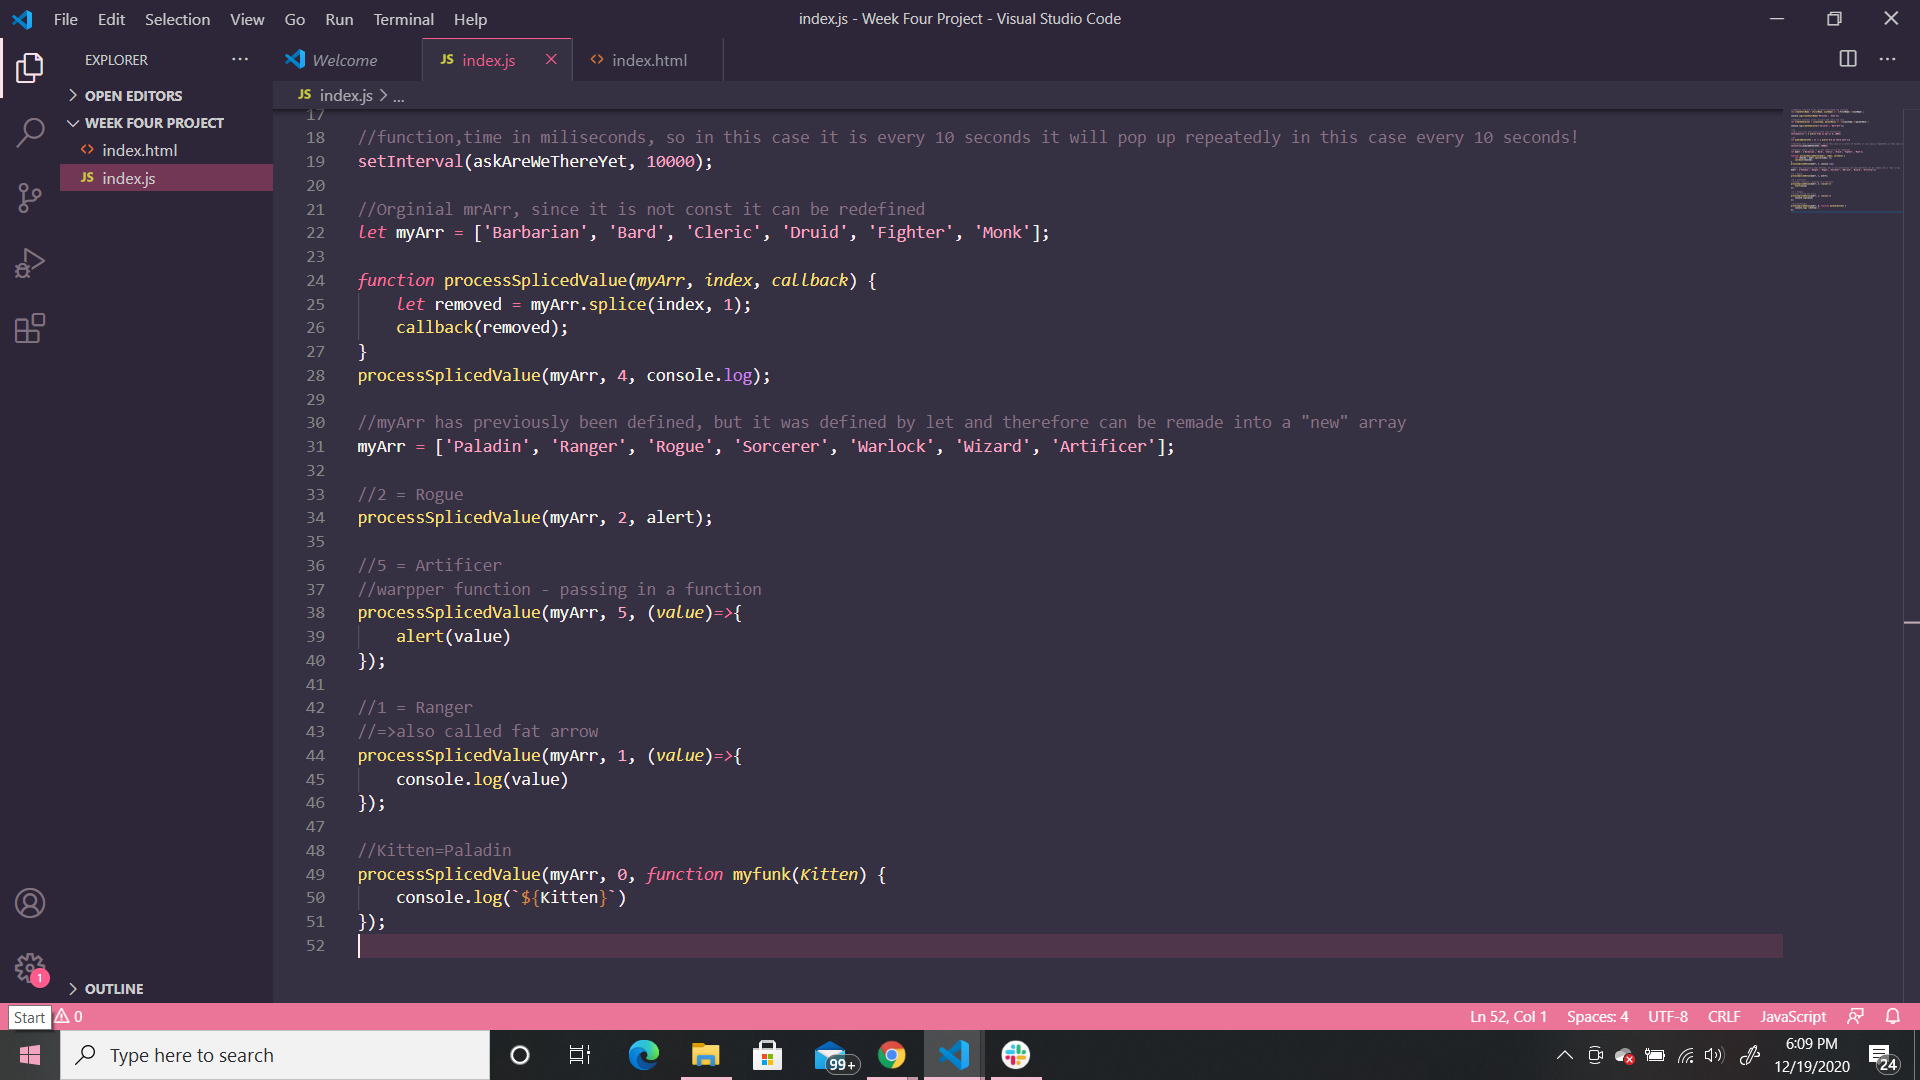 File Edit Selection View Go Run Terminal Help
index.js - Week Four Project - Visual Studio Code
EXPLORER
Welcome
JS index.js
index.html
OPEN EDITORS
WEEK FOUR PROJECT
index.html
JS index.js
JS index.js > ...
17
18 //function,time in miliseconds, so in this case it is every 10 seconds it will pop up repeatedly in this case every 10 seconds!
19 setInterval(askAreWeThereYet, 10000);
20
21 //Orginial mrArr, since it is not const it can be redefined
22 let myArr = ['Barbarian', 'Bard', 'Cleric', 'Druid', 'Fighter', 'Monk'];
23
24 function processSplicedValue(myArr, index, callback) {
25 let removed = myArr.splice(index, 1);
26 callback(removed);
27 }
28 processSplicedValue(myArr, 4, console.log);
29
30 //myArr has previously been defined, but it was defined by let and therefore can be remade into a "new" array
31 myArr = ['Paladin', 'Ranger', 'Rogue', 'Sorcerer', 'Warlock', 'Wizard', 'Artificer'];
32
33 //2 = Rogue
34 processSplicedValue(myArr, 2, alert);
35
36 //5 = Artificer
37 //warpper function - passing in a function
38 processSplicedValue(myArr, 5, (value)=>{
39 alert(value)
40 });
41
42 //1 = Ranger
43 //=>also called fat arrow
44 processSplicedValue(myArr, 1, (value)=>{
45 console.log(value)
46 });
47
48 //Kitten=Paladin
49 processSplicedValue(myArr, 0, function myfunk(Kitten) {
50 console.log(`${Kitten}`)
51 });
52
1
OUTLINE
Start
0
Ln 52, Col 1 Spaces: 4 UTF-8 CRLF JavaScript
Type here to search
99+
6:09 PM
12/19/2020
24